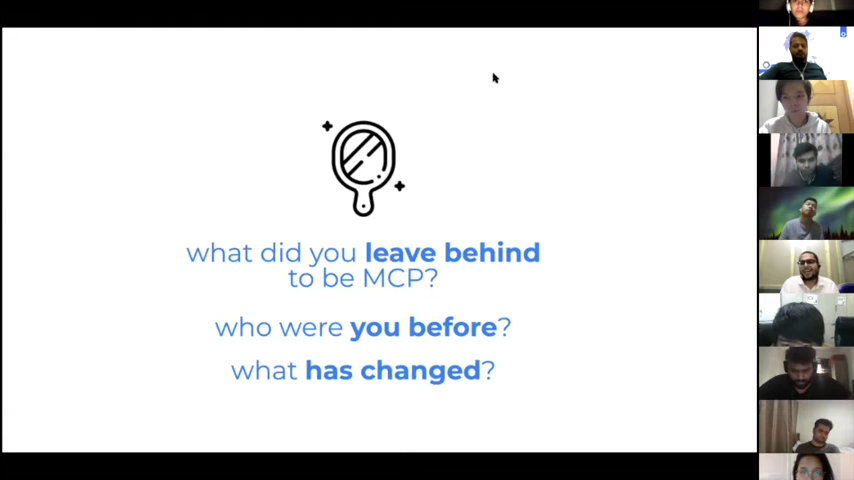 what did you leave behind
to be MCP?
who were you before?
what has changed?